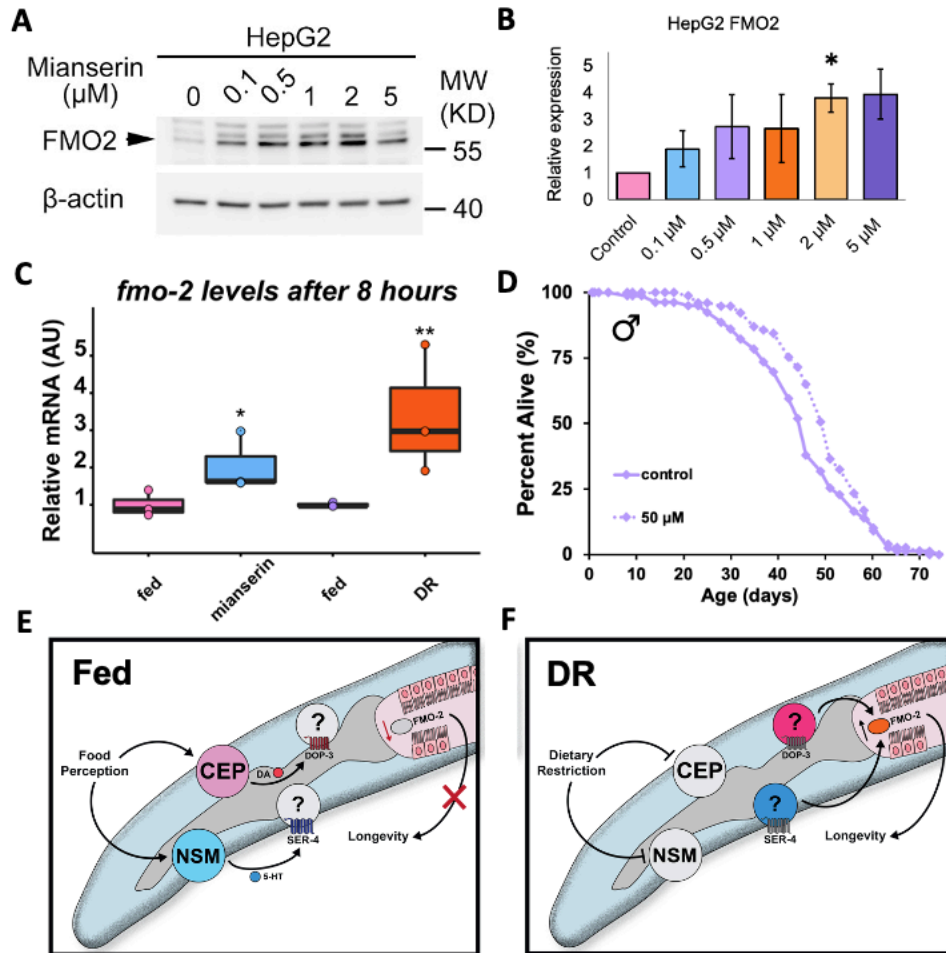 A
HepG2
Mianserin
(µM)
0
0.1
0.5
1
2
5
MW
(KD)
FMO2
55
β-actin
40
B
HepG2 FMO2
Relative expression
5
4
3
2
1
0
*
Control
0.1 µM
0.5 µM
1 µM
2 µM
5 µM
C
fmo-2 levels after 8 hours
Relative mRNA (AU)
5
4
3
2
1
*
**
fed
mianserin
fed
DR
D
♂
Percent Alive (%)
100
75
50
25
0
control
50 µM
0
10
20
30
40
50
60
70
Age (days)
E
Fed
Food
Perception
CEP
DA
?
DOP-3
FMO-2
NSM
5-HT
?
SER-4
Longevity
F
DR
Dietary
Restriction
CEP
?
DOP-3
FMO-2
NSM
?
SER-4
Longevity